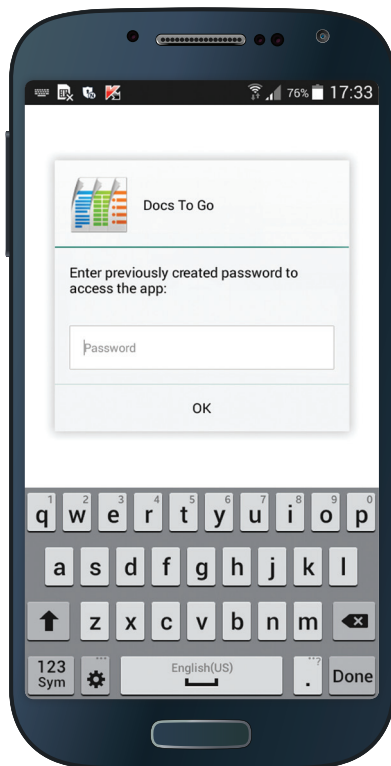 76% 17:33
Docs To Go
Enter previously created password to
access the app:
Password
OK
1 2 3 4 5 6 7 8 9 0
q w e r t y u i o p
a s d f g h j k l
z x c v b n m
123
Sym
English(US)
...
...?
.
Done